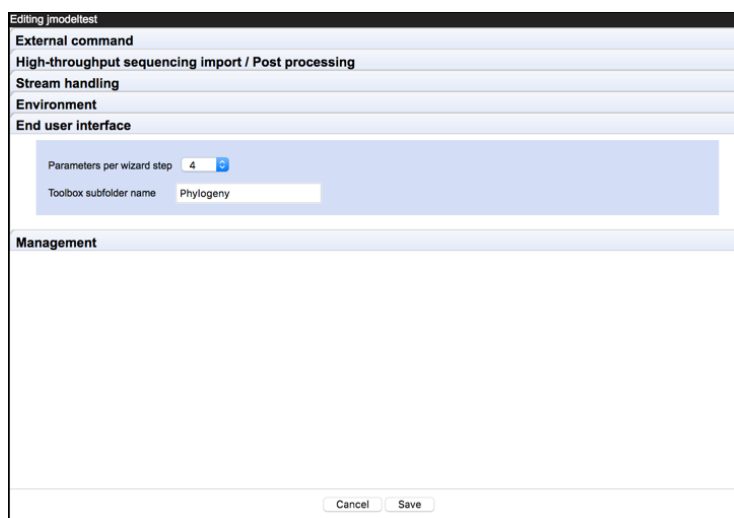 Editing jmodeltest
External command
High-throughput sequencing import / Post processing
Stream handling
Environment
End user interface
Parameters per wizard step 4
Toolbox subfolder name Phylogeny
Management
Cancel Save